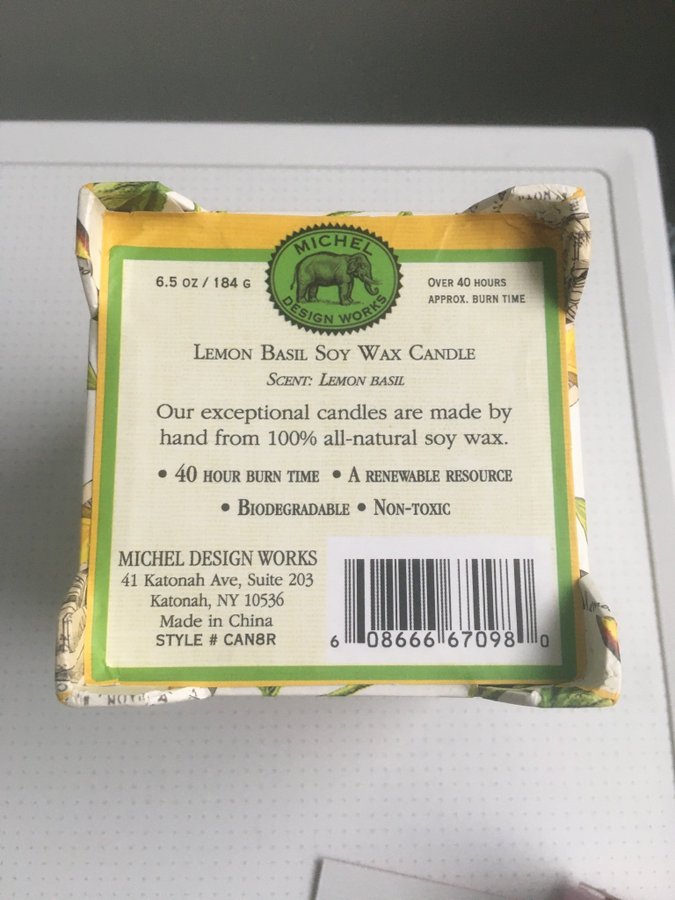 MICHEL
DESIGN WORKS
6.5 OZ / 184 G
OVER 40 HOURS
APPROX. BURN TIME
LEMON BASIL SOY WAX CANDLE
SCENT: LEMON BASIL
Our exceptional candles are made by
hand from 100% all-natural soy wax.
• 40 HOUR BURN TIME • A RENEWABLE RESOURCE
• BIODEGRADABLE • NON-TOXIC
MICHEL DESIGN WORKS
41 Katonah Ave, Suite 203
Katonah, NY 10536
Made in China
STYLE # CAN8R
6 08666 67098 0